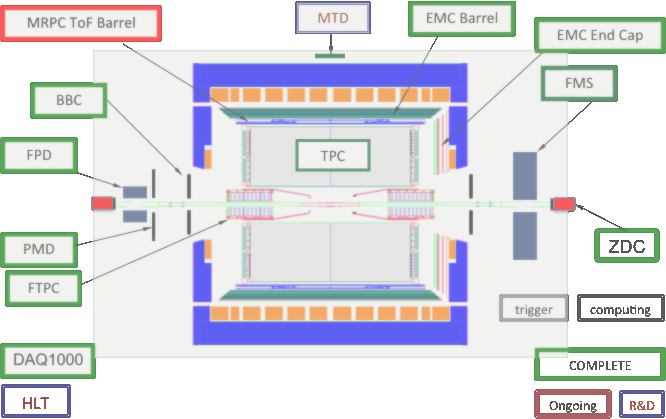 MRPC ToF Barrel
MTD
EMC Barrel
EMC End Cap
BBC
FMS
FPD
TPC
PMD
ZDC
FTPC
trigger
computing
DAQ1000
COMPLETE
HLT
Ongoing
R&D